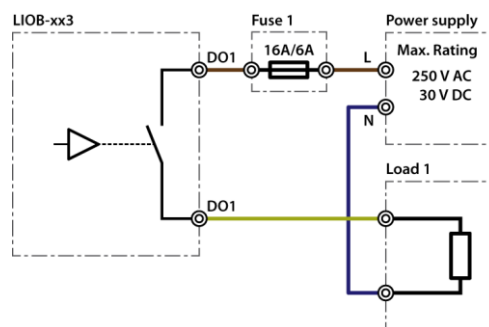 LIOB-xx3
Fuse 1
Power supply
DO1
16A/6A
L
Max. Rating
250 V AC
30 V DC
N
Load 1
DO1